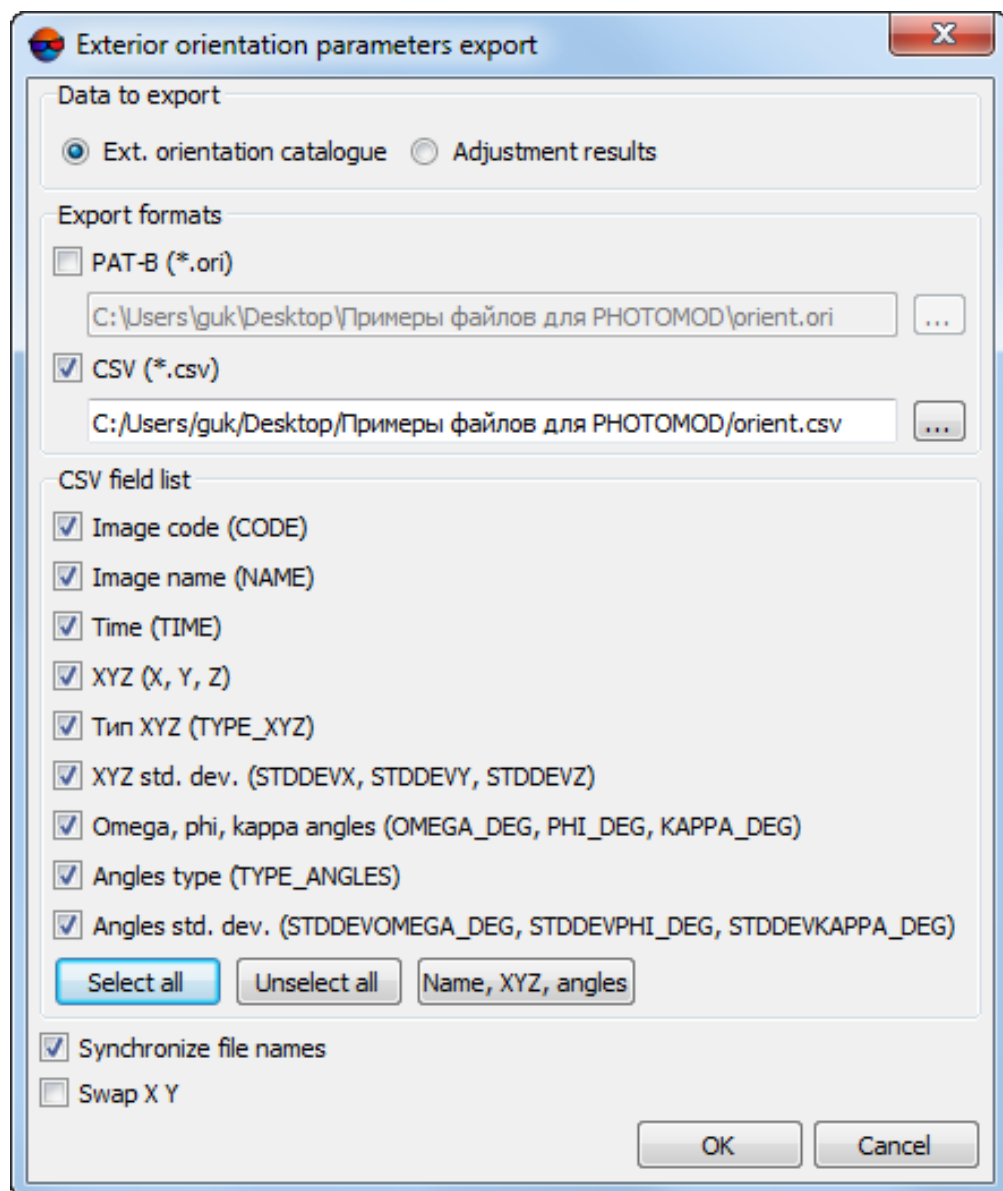 Exterior orientation parameters export
Data to export
Ext. orientation catalogue Adjustment results
Export formats
PAT-B (*.ori)
C:\Users\guk\Desktop\Примеры файлов для PHOTOMOD\orient.ori ...
CSV (*.csv)
C:/Users/guk/Desktop/Примеры файлов для PHOTOMOD/orient.csv ...
CSV field list
Image code (CODE)
Image name (NAME)
Time (TIME)
XYZ (X, Y, Z)
Тип XYZ (TYPE_XYZ)
XYZ std. dev. (STDDEVX, STDDEVY, STDDEVZ)
Omega, phi, kappa angles (OMEGA_DEG, PHI_DEG, KAPPA_DEG)
Angles type (TYPE_ANGLES)
Angles std. dev. (STDDEVOMEGA_DEG, STDDEVPHI_DEG, STDDEVKAPPA_DEG)
Select all Unselect all Name, XYZ, angles
Synchronize file names
Swap X Y
OK Cancel